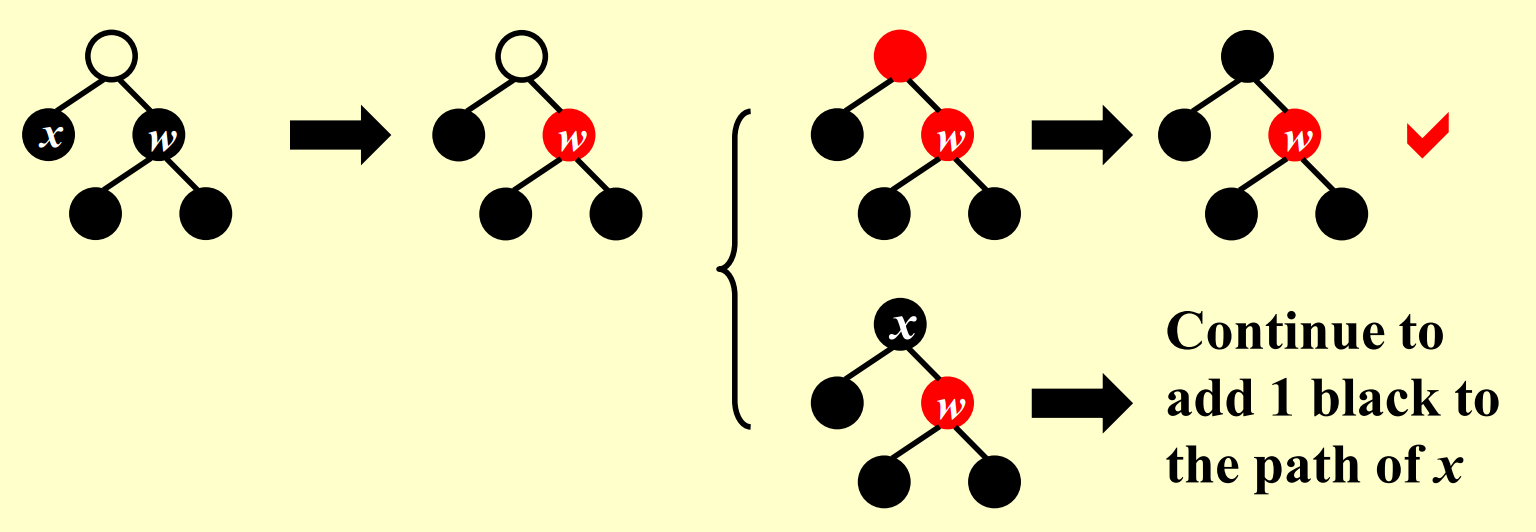 x
w
w
w
w
x
w
Continue to
add 1 black to
the path of x